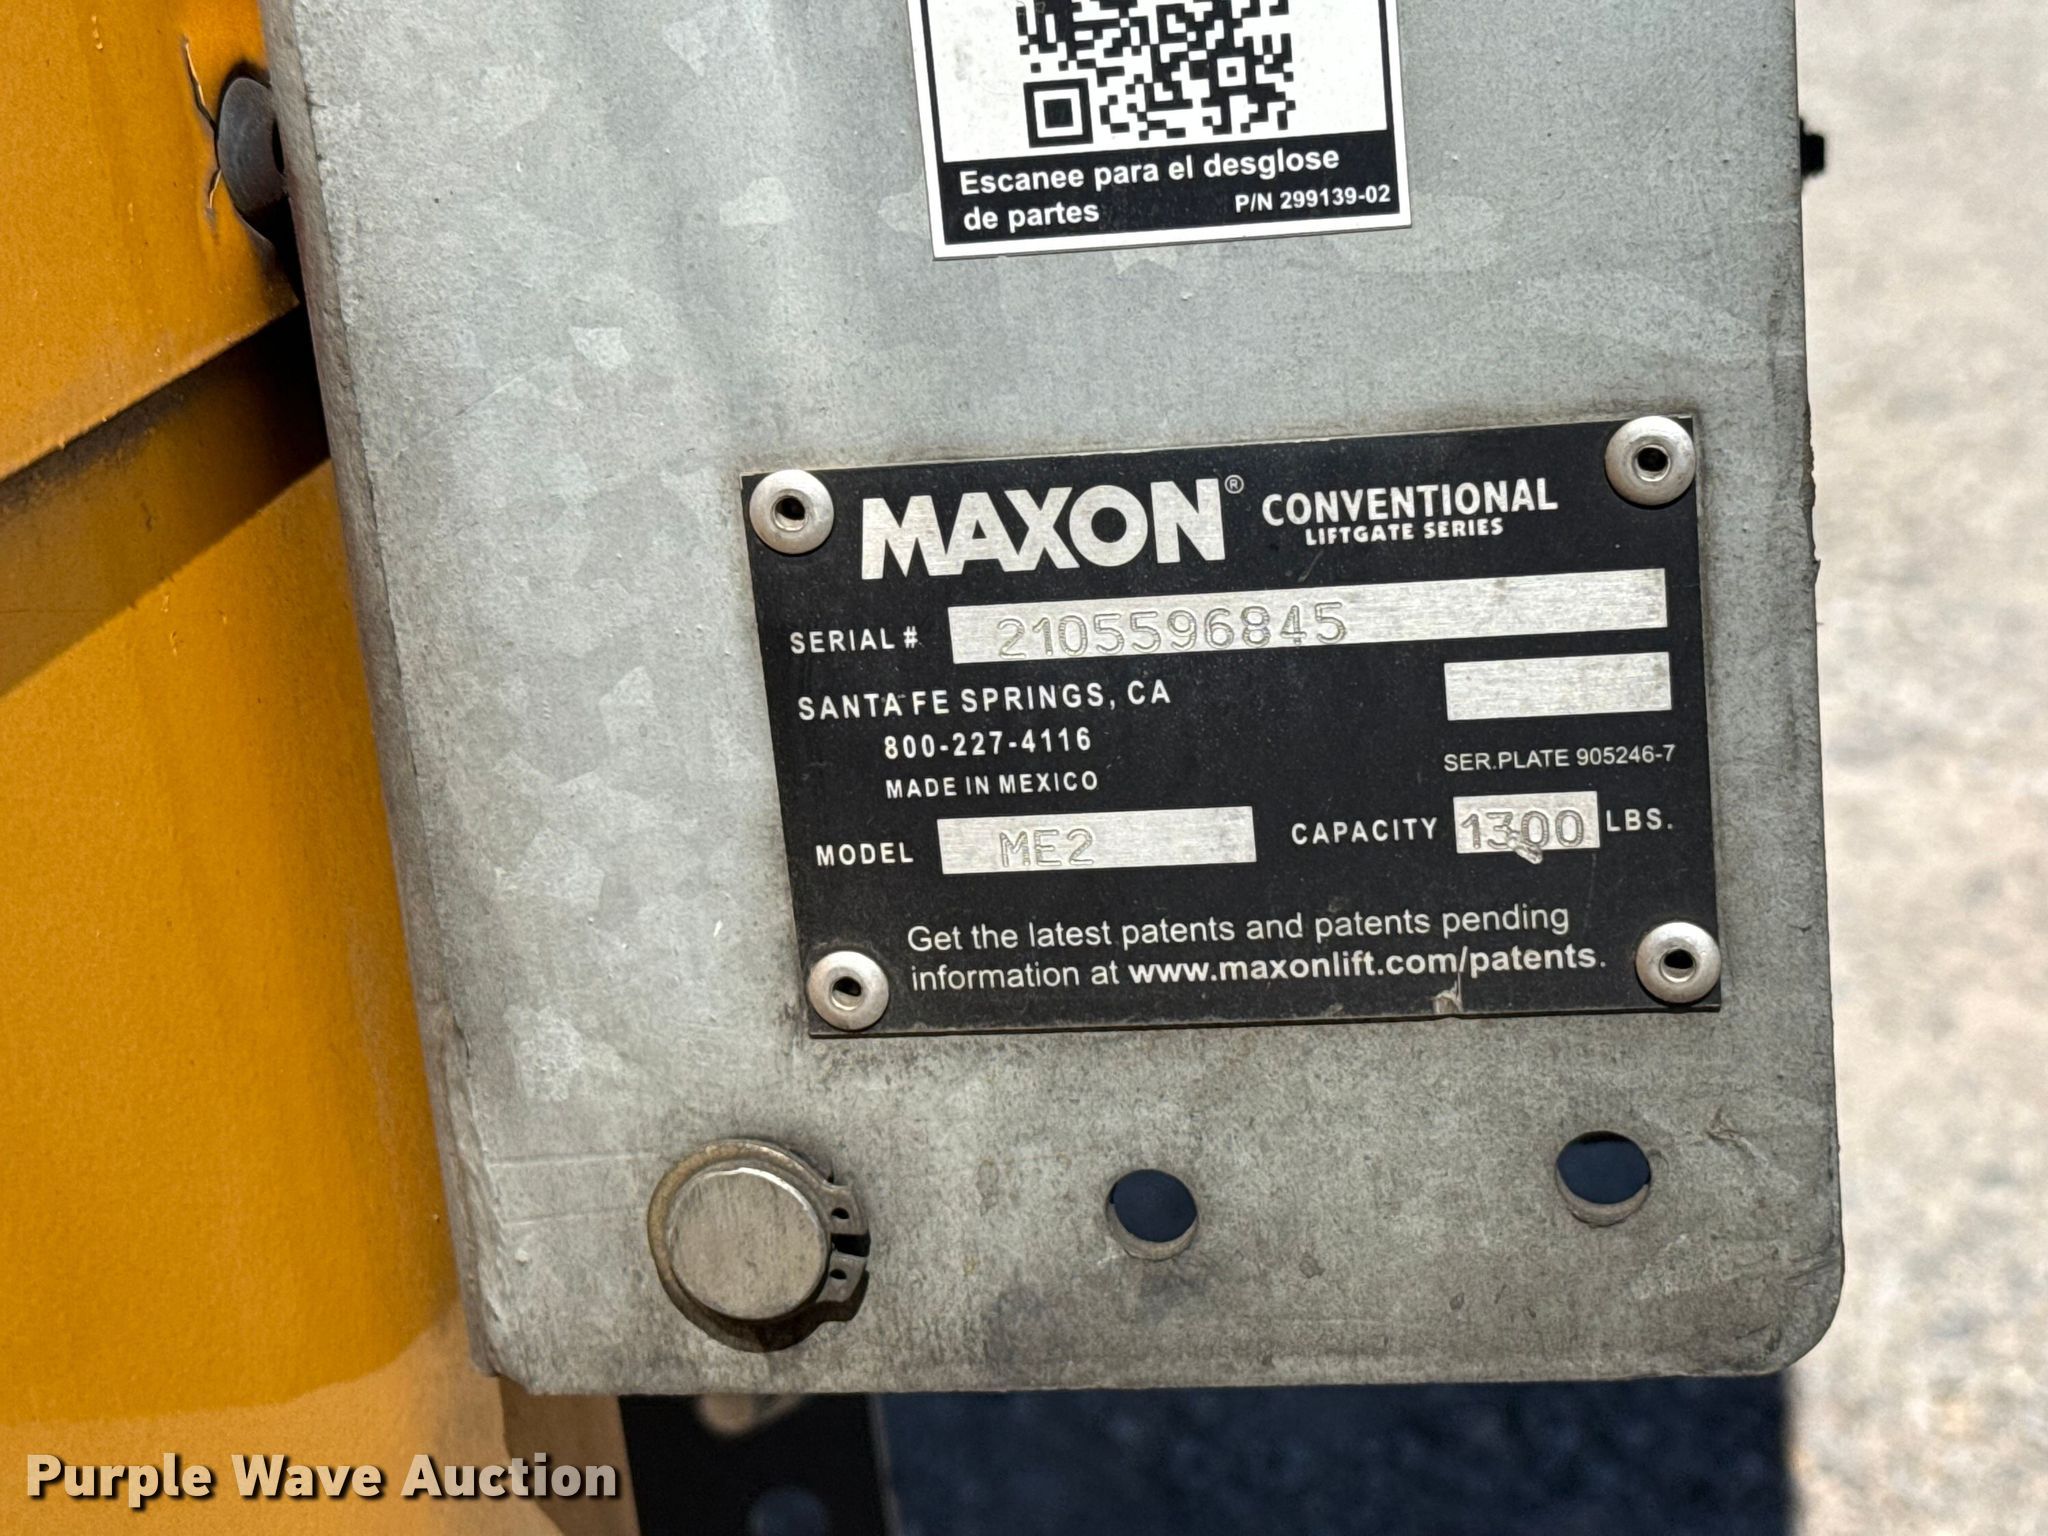 Escanee para el desglose
de partes P/N 299139-02
MAXON® CONVENTIONAL
LIFTGATE SERIES
SERIAL # 2105596845
SANTA FE SPRINGS, CA
800-227-4116
MADE IN MEXICO
SER.PLATE 905246-7
MODEL ME2 CAPACITY 1300 LBS.
Get the latest patents and patents pending
information at www.maxonlift.com/patents.
Purple Wave Auction